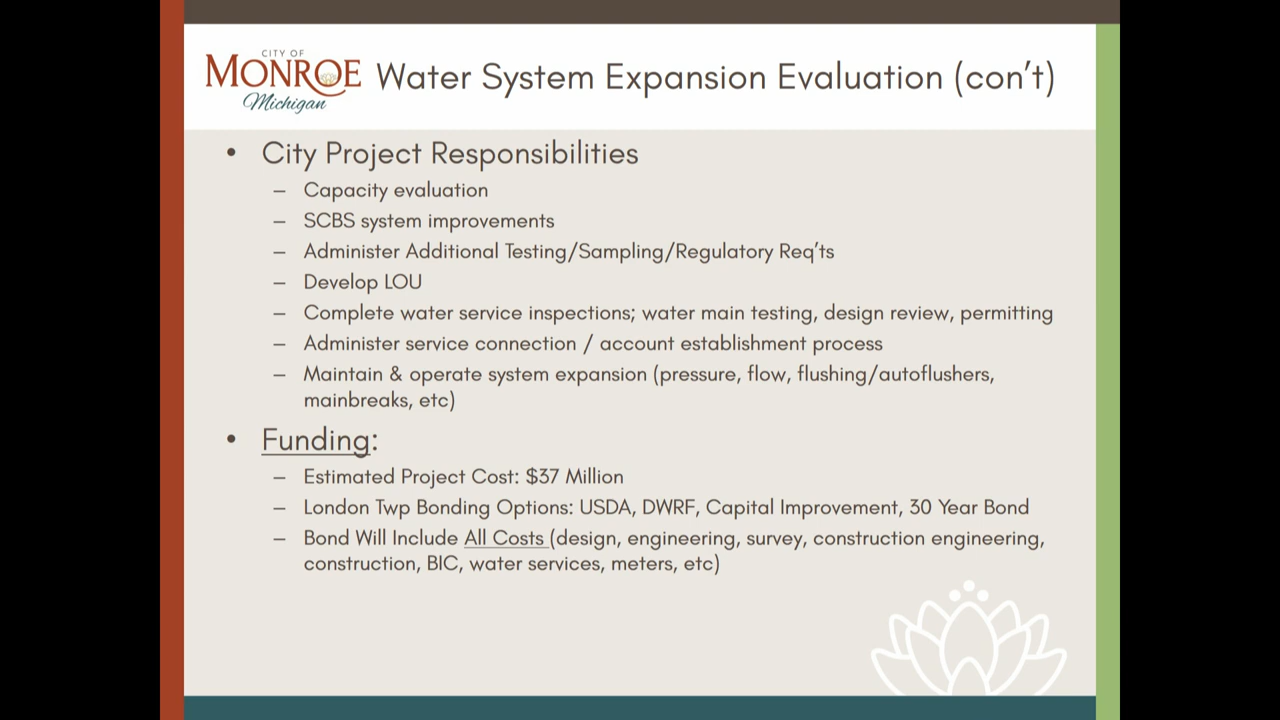 CITY OF
MONROE
Michigan
Water System Expansion Evaluation (con't)
• City Project Responsibilities
– Capacity evaluation
– SCBS system improvements
– Administer Additional Testing/Sampling/Regulatory Req'ts
– Develop LOU
– Complete water service inspections; water main testing, design review, permitting
– Administer service connection / account establishment process
– Maintain & operate system expansion (pressure, flow, flushing/autoflushers,
mainbreaks, etc)
• Funding:
– Estimated Project Cost: $37 Million
– London Twp Bonding Options: USDA, DWRF, Capital Improvement, 30 Year Bond
– Bond Will Include All Costs (design, engineering, survey, construction engineering,
construction, BIC, water services, meters, etc)